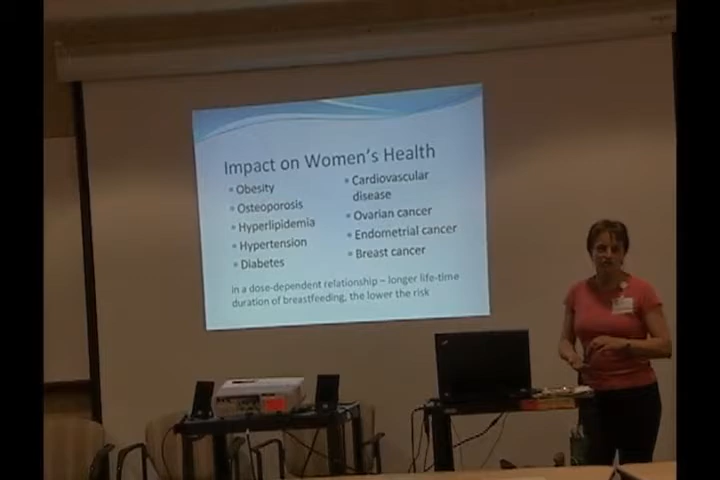 Impact on Women's Health
Obesity
Osteoporosis
Hyperlipidemia
Hypertension
Diabetes
Cardiovascular
disease
Ovarian cancer
Endometrial cancer
Breast cancer
in a dose-dependent relationship – longer life-time
duration of breastfeeding, the lower the risk